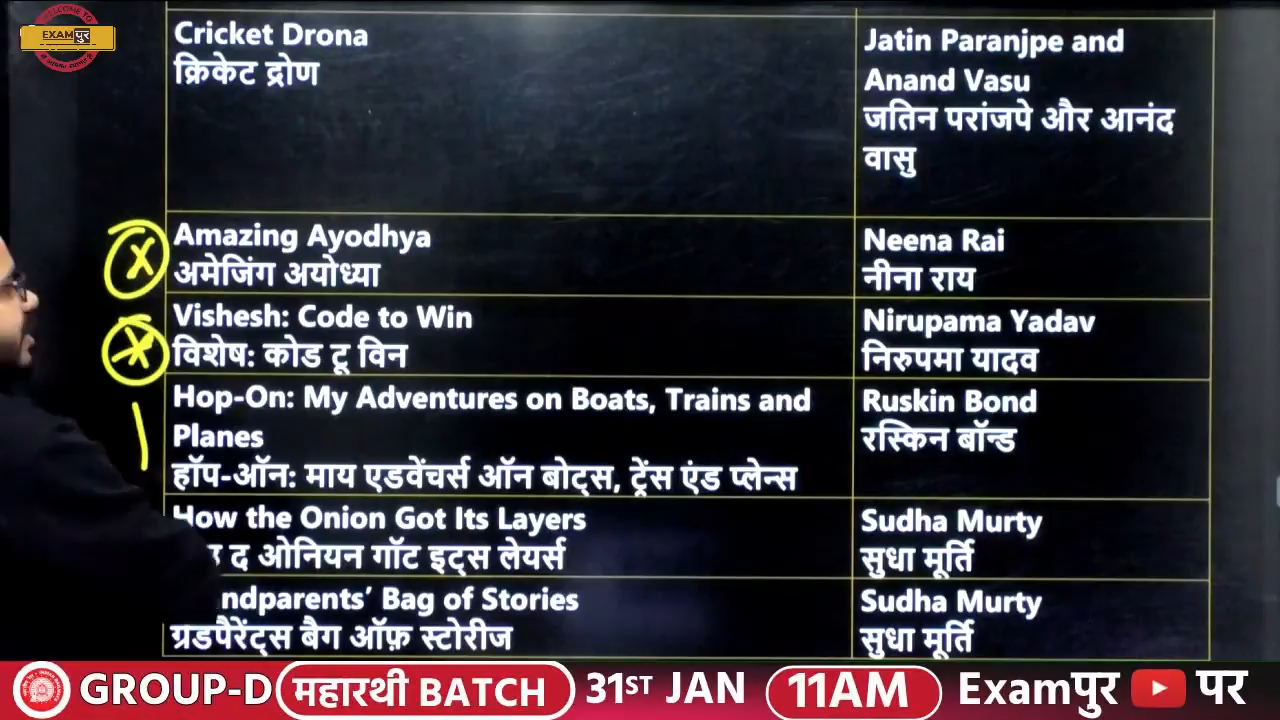 WELCOME TO
EXAMपुर
Cricket Drona
क्रिकेट द्रोण
Jatin Paranjpe and
Anand Vasu
जतिन परांजपे और आनंद
वासु
Amazing Ayodhya
अमेजिंग अयोध्या
Neena Rai
नीना राय
Vishesh: Code to Win
विशेष: कोड टू विन
Nirupama Yadav
निरुपमा यादव
Hop-On: My Adventures on Boats, Trains and
Planes
हॉप-ऑन: माय एडवेंचर्स ऑन बोट्स, ट्रेंस एंड प्लेन्स
Ruskin Bond
रस्किन बॉन्ड
How the Onion Got Its Layers
द ओनियन गॉट इट्स लेयर्स
Sudha Murty
सुधा मूर्ति
ndparents’ Bag of Stories
ग्रडपैरेंट्स बैग ऑफ़ स्टोरीज
Sudha Murty
सुधा मूर्ति
GROUP-D महारथी BATCH 31ST JAN 11AM Examपुर पर